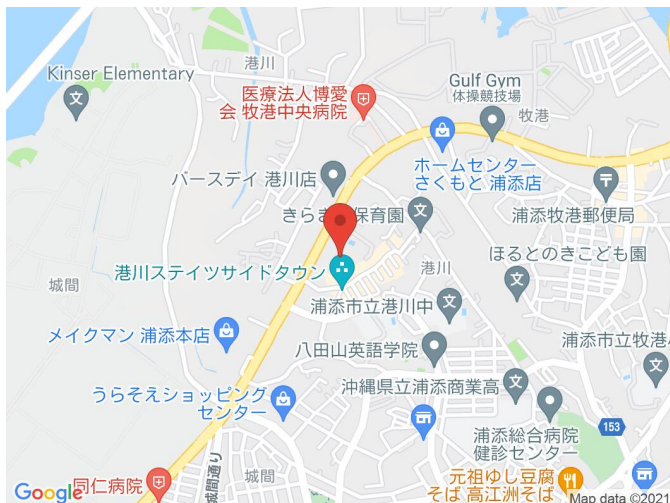 港川
Kinser Elementary
Gulf Gym
体操競技場
医療法人博愛
会 牧港中央病院
牧港
ホームセンター
さくもと 浦添店
バースデイ 港川店
きら
保育園
浦添牧港郵便局
ほるとのきこども園
港川ステイツサイドタウン
港川
城間
浦添市立港川中
メイクマン 浦添本店
八田山英語学院
浦添市立牧港
うらそえショッピング
センター
沖縄県立浦添商業高
153
浦添総合病院
健診センター
城間通り
城間
同仁病院
元祖ゆし豆腐
そば 高江洲そば
Google
Map data ©2021